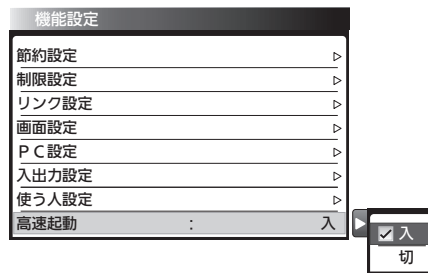 機能設定
節約設定
制限設定
リンク設定
画面設定
ＰＣ設定
入出力設定
使う人設定
高速起動 : 入
入
切